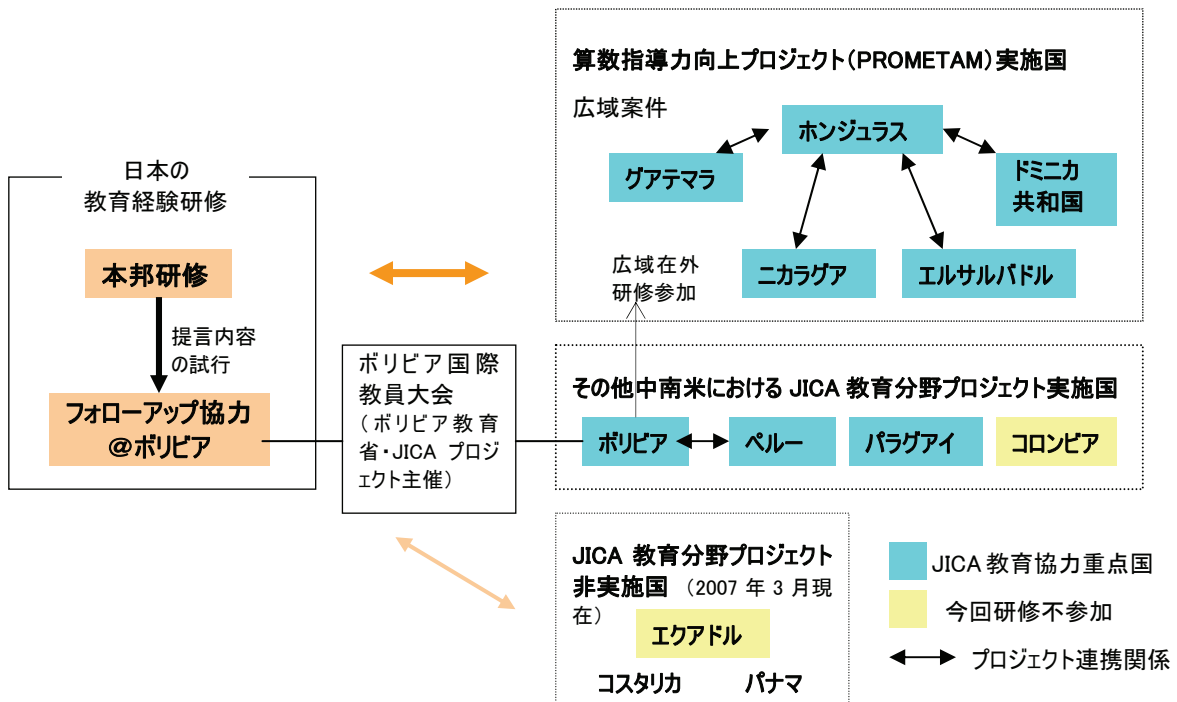 算数指導力向上プロジェクト（PROMETAM）実施国
広域案件
ホンジュラス
グアテマラ
ドミニカ
共和国
ニカラグア
エルサルバドル
広域在外
研修参加
日本の
教育経験研修
本邦研修
提言内容
の試行
フォローアップ協力
＠ボリビア
ボリビア国際
教員大会
（ボリビア教育
省・JICA プロジ
ェクト主催）
その他中南米における JICA 教育分野プロジェクト実施国
ボリビア
ペルー
パラグアイ
コロンビア
JICA 教育分野プロジェクト
非実施国 （2007 年 3 月現
在）
エクアドル
コスタリカ
パナマ
JICA 教育協力重点国
今回研修不参加
プロジェクト連携関係